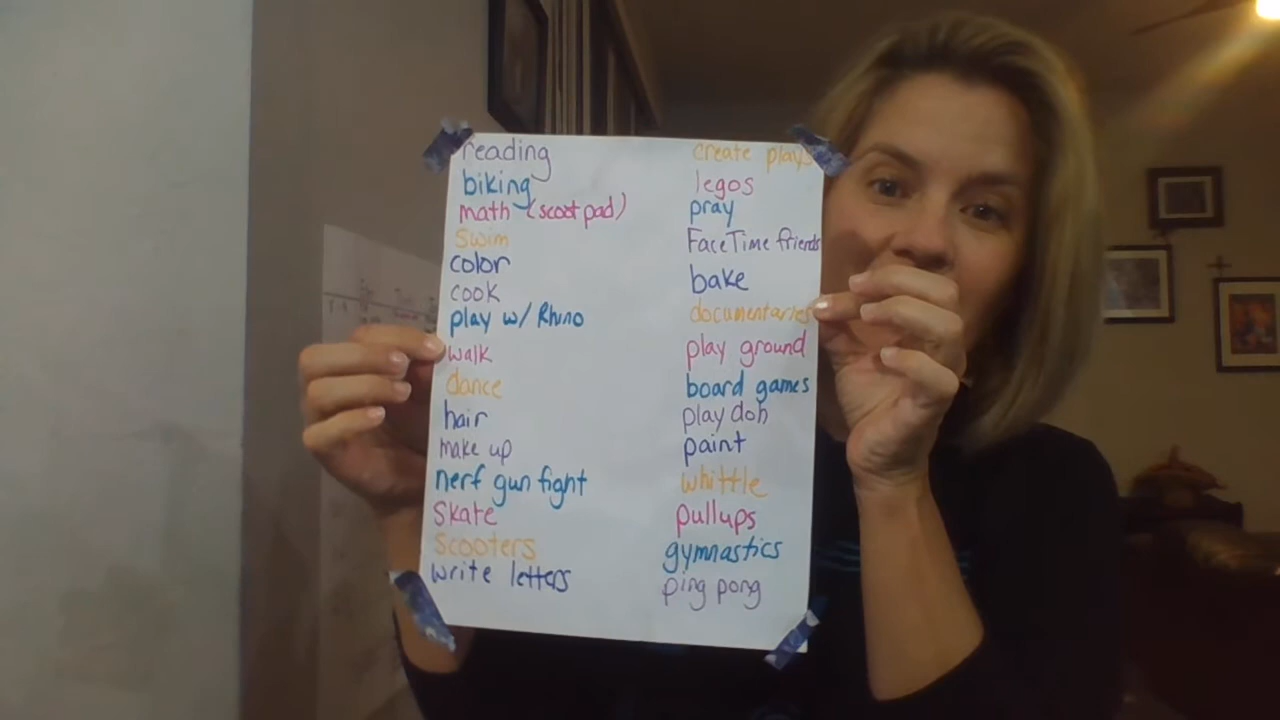 reading
biking
math (scoot pad)
swim
color
cook
play w/ Rhino
walk
dance
hair
make up
nerf gun fight
skate
scooters
write letters
create plays
legos
pray
FaceTime friends
bake
documentaries
play ground
board games
play doh
paint
whittle
pullups
gymnastics
ping pong